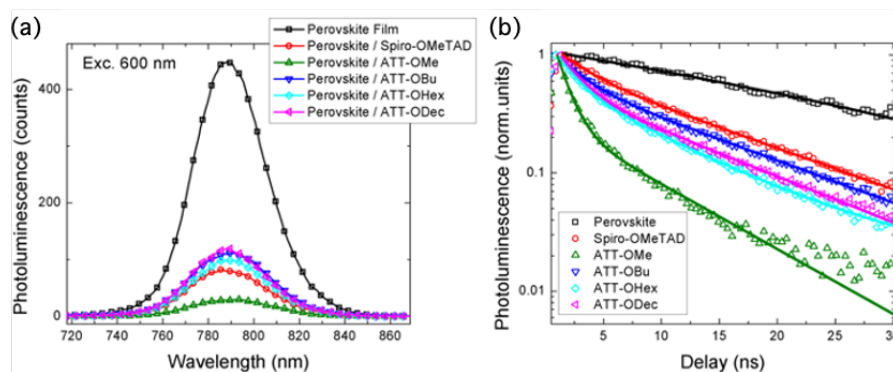 (a)
Exc. 600 nm
Perovskite Film
Perovskite / Spiro-OMeTAD
Perovskite / ATT-OMe
Perovskite / ATT-OBu
Perovskite / ATT-OHex
Perovskite / ATT-ODec
Photoluminescence (counts)
400
200
0
720 740 760 780 800 820 840 860
Wavelength (nm)
(b)
Photoluminescence (norm.units)
1
0.1
0.01
Perovskite
Spiro-OMeTAD
ATT-OMe
ATT-OBu
ATT-OHex
ATT-ODec
5 10 15 20 25
Delay (ns)